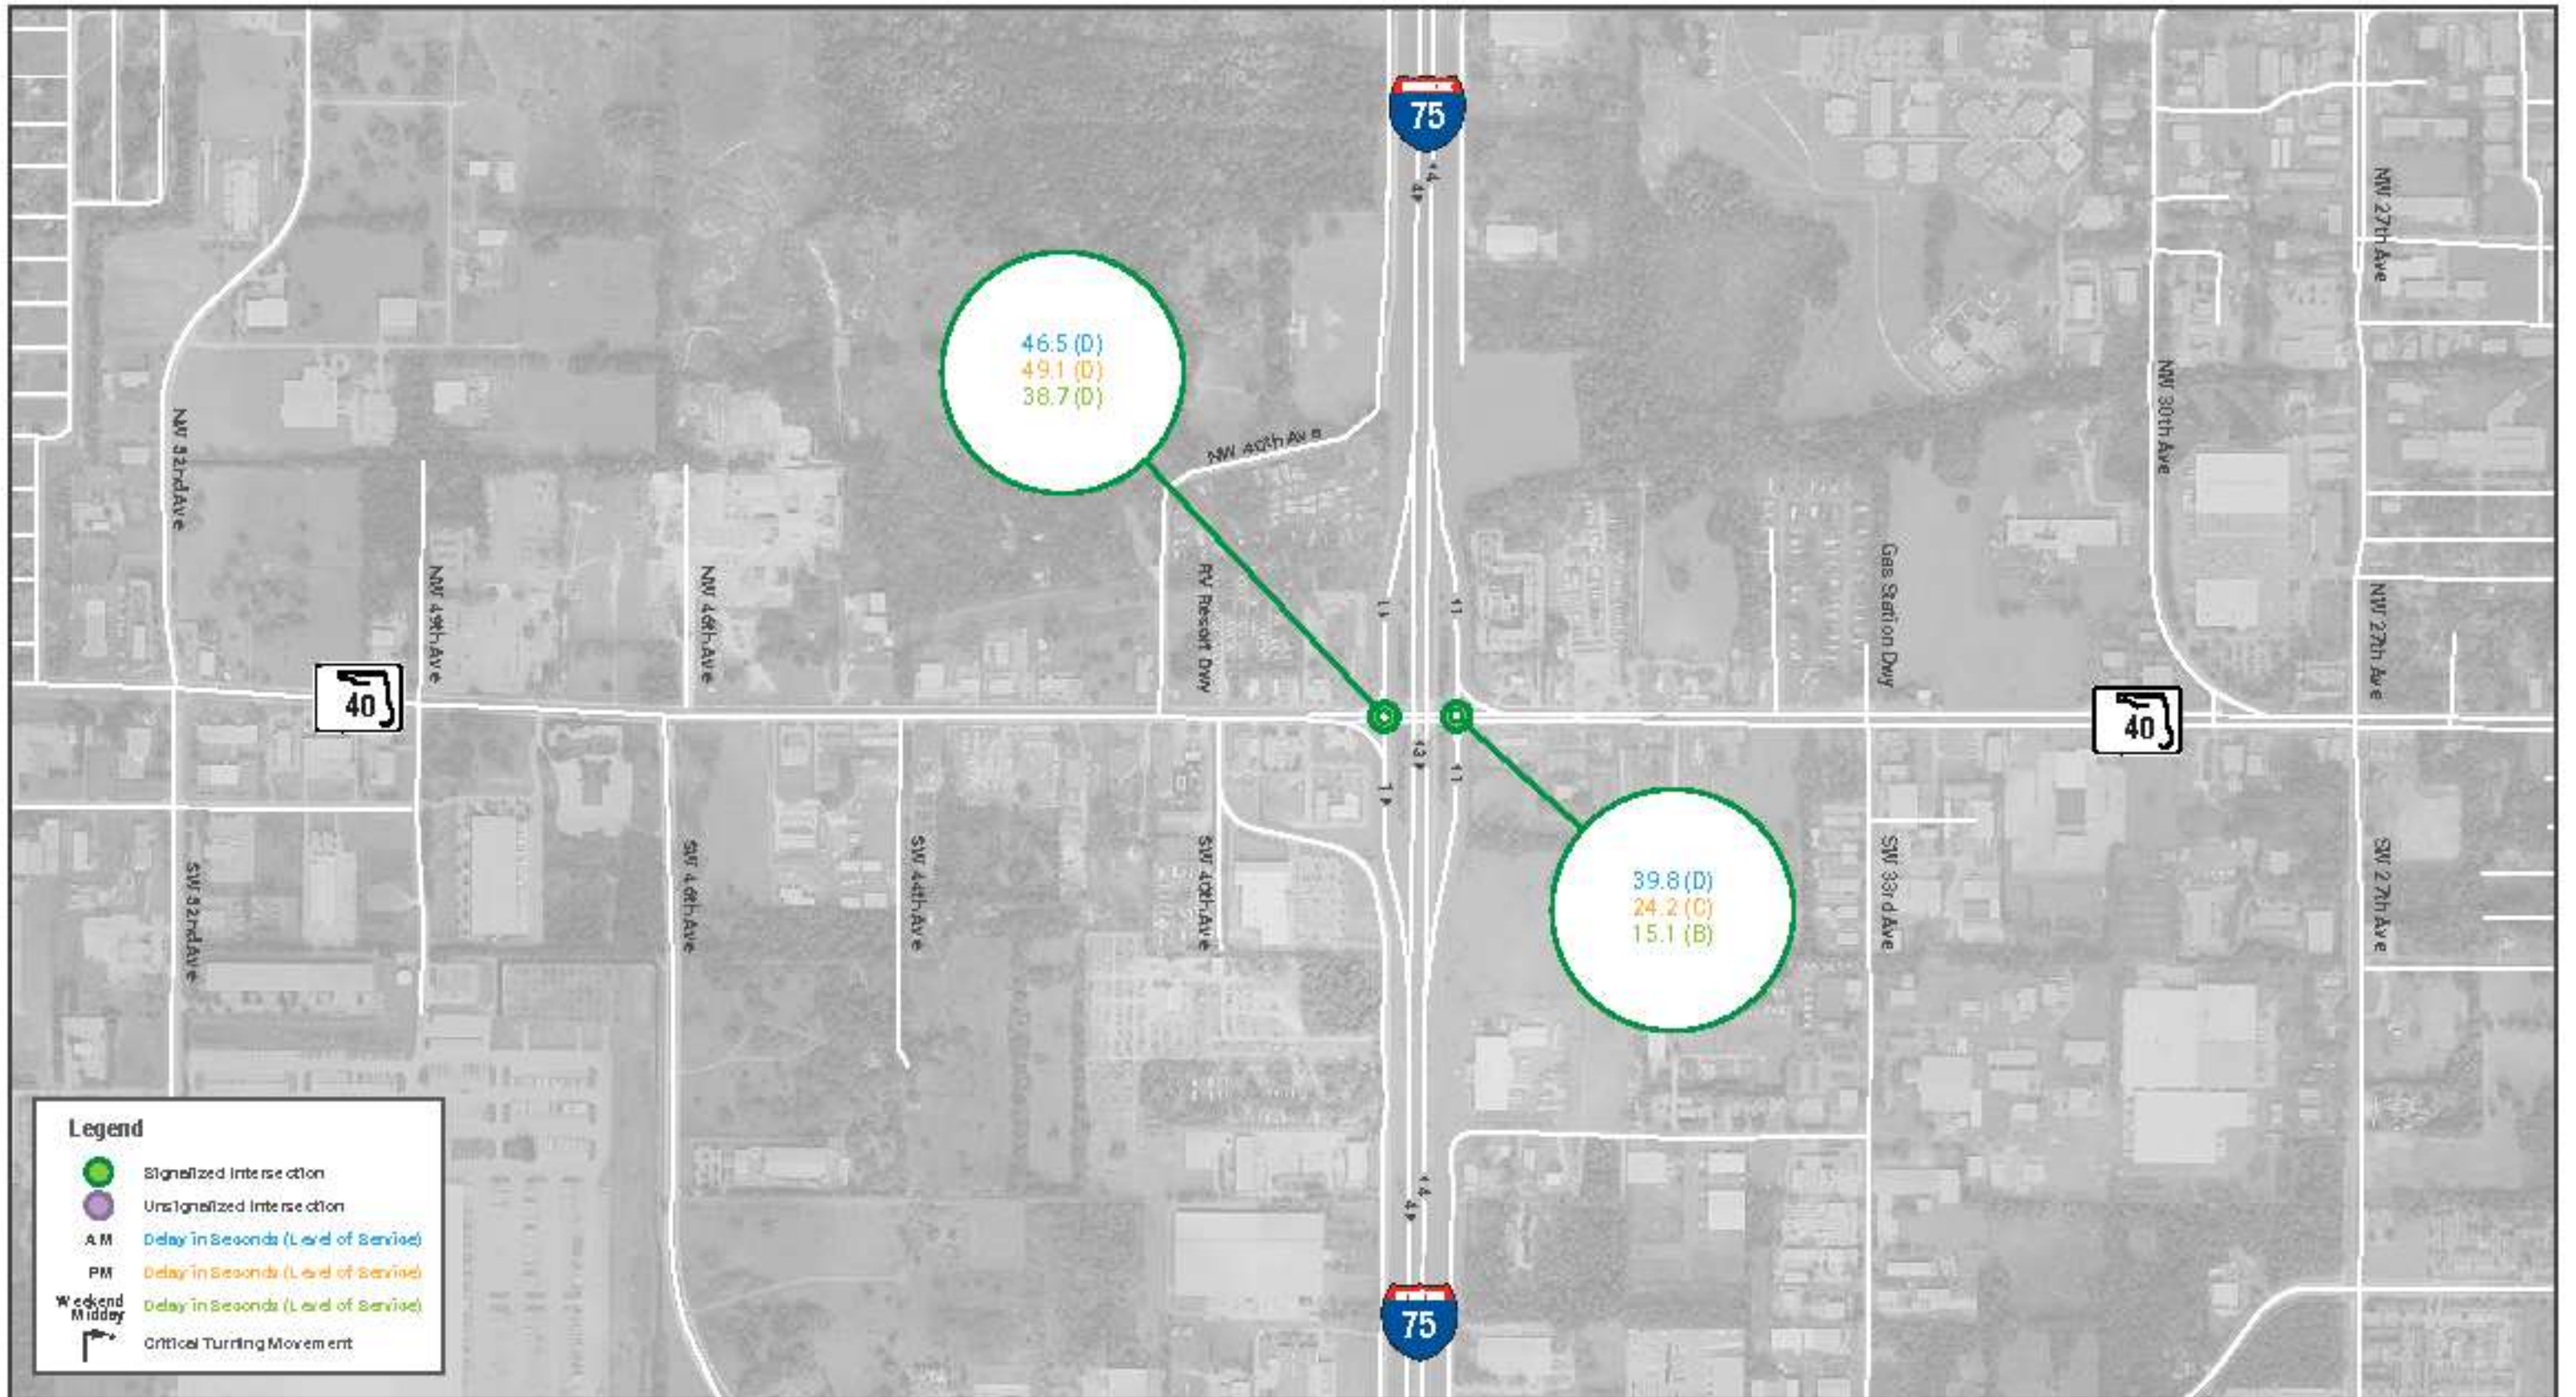 75
NW 27th Ave
46.5 (D)
49.1 (D)
38.7 (D)
NW 40th Ave
NW 30th Ave
NW 52nd Ave
NW 49th Ave
NW 46th Ave
RV Resort Dwy
Gas Station Dwy
NW 27th Ave
40
40
SW 52nd Ave
SW 46th Ave
SW 44th Ave
SW 40th Ave
39.8 (D)
24.2 (C)
15.1 (B)
SW 33rd Ave
SW 27th Ave
Legend
Signalized Intersection
Unsignalized Intersection
AM Delay in Seconds (Level of Service)
PM Delay in Seconds (Level of Service)
Weekend
Midday Delay in Seconds (Level of Service)
Critical Turning Movement
75